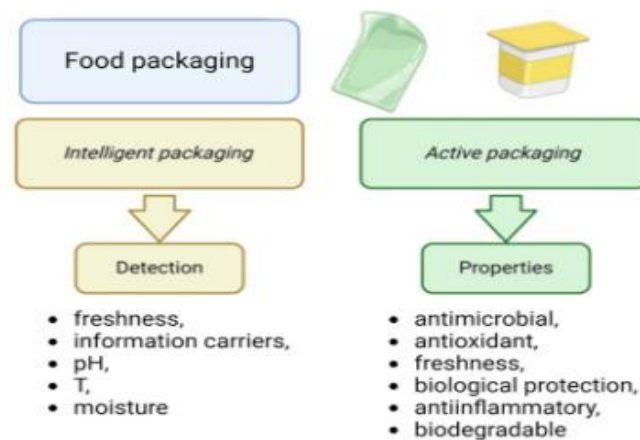 Food packaging
Intelligent packaging
Active packaging
Detection
Properties
• freshness,
• information carriers,
• pH,
• T,
• moisture
• antimicrobial,
• antioxidant,
• freshness,
• biological protection,
• antiinflammatory,
• biodegradable